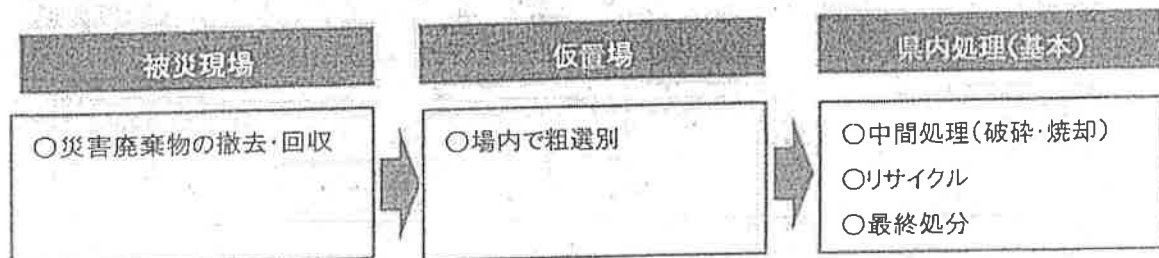 被災現場
○災害廃棄物の撤去・回収
仮置場
○場内で粗選別
県内処理(基本)
○中間処理(破砕・焼却)
○リサイクル
○最終処分